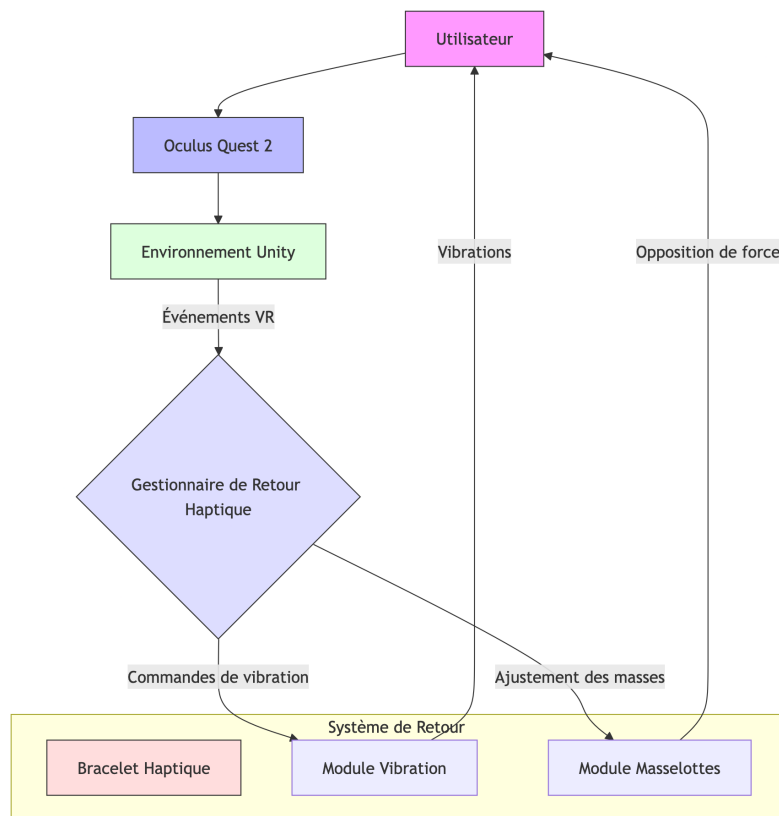 Utilisateur
Oculus Quest 2
Environnement Unity
Vibrations
Opposition de force
Événements VR
Gestionnaire de Retour
Haptique
Commandes de vibration
Ajustement des masses
Système de Retour
Bracelet Haptique
Module Vibration
Module Masselottes